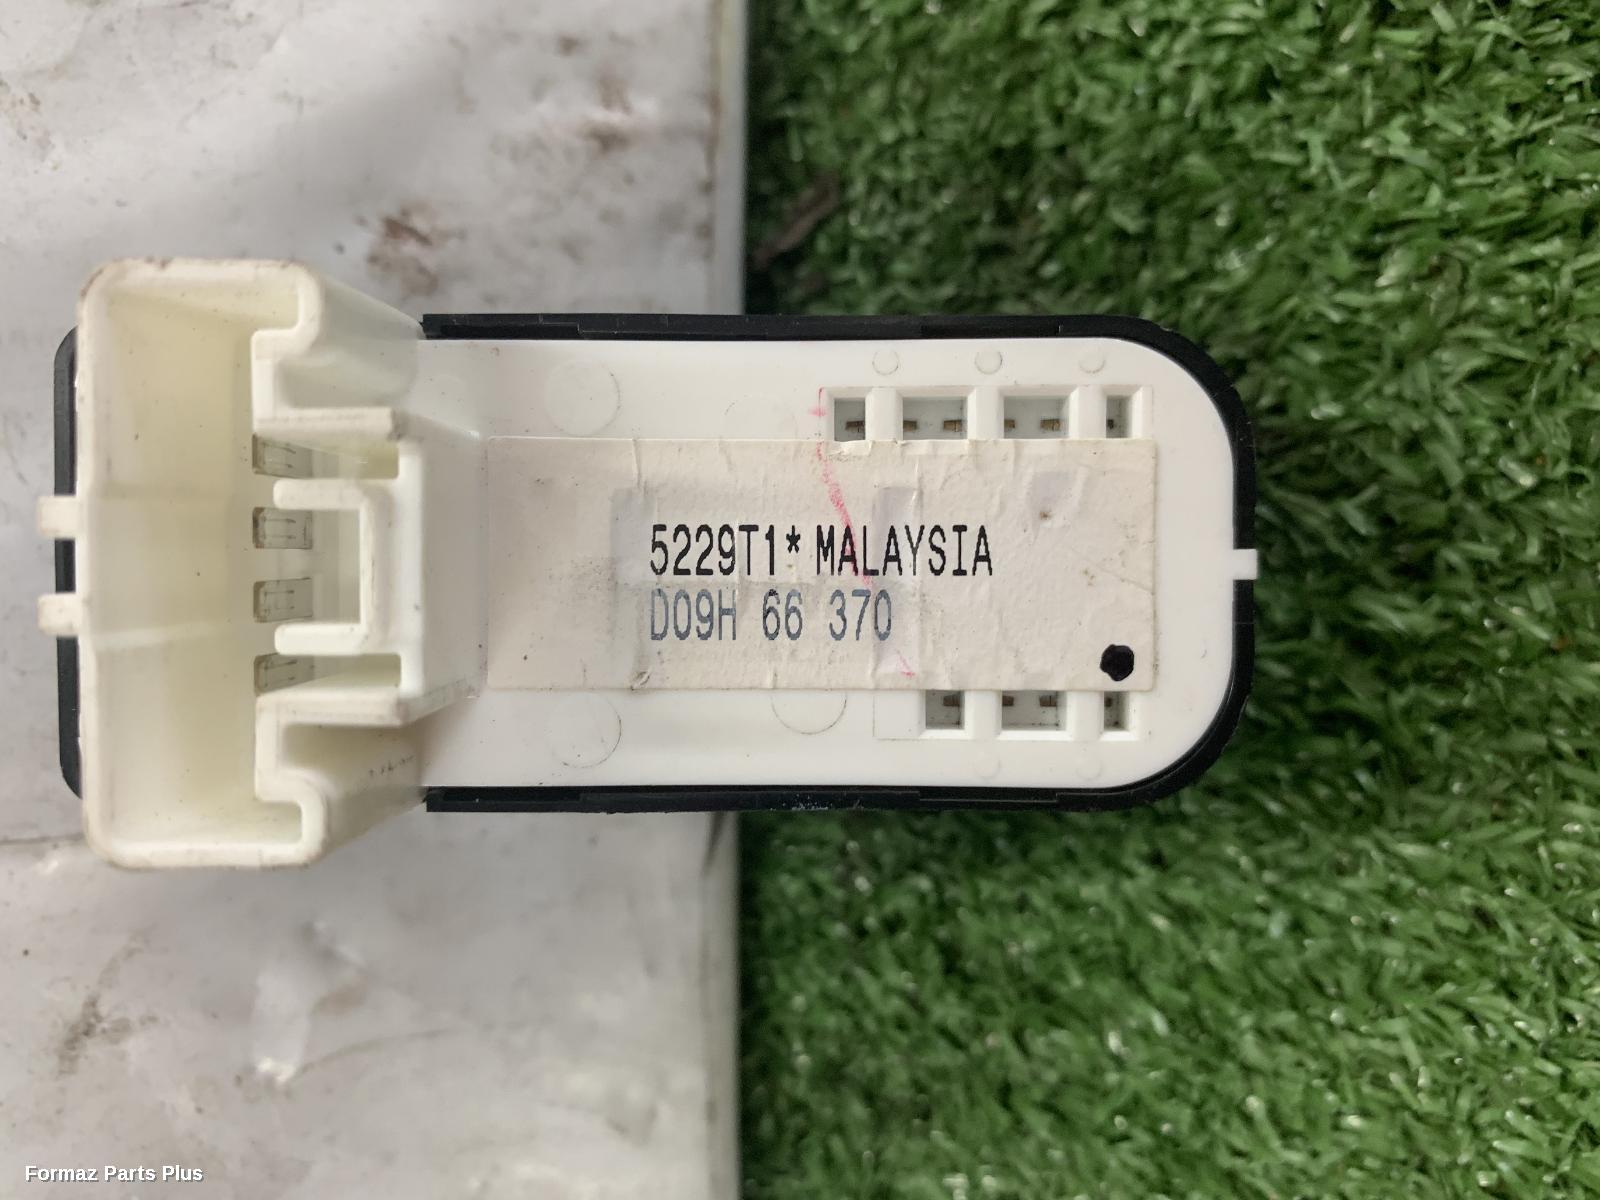 5229T1* MALAYSIA
D09H 66 370
Formaz Parts Plus